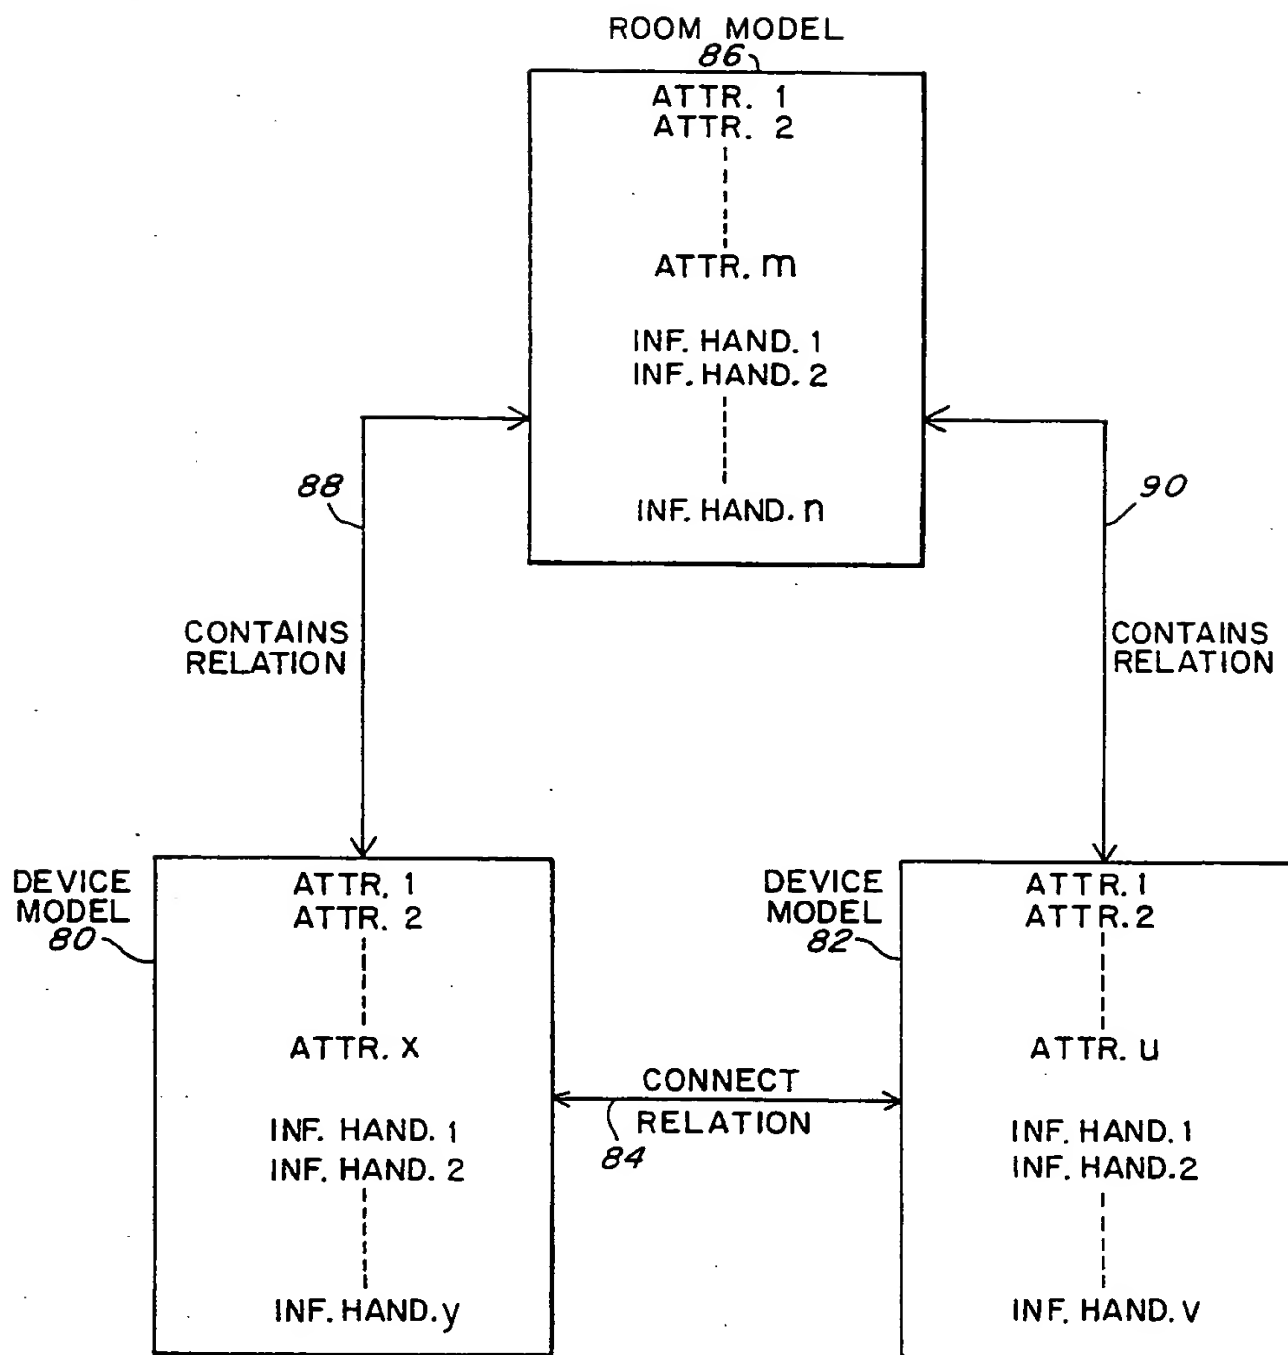 ROOM MODEL
86
ATTR. 1
ATTR. 2
ATTR. m
INF. HAND. 1
INF. HAND. 2
INF. HAND. n
88
90
CONTAINS
RELATION
CONTAINS
RELATION
DEVICE
MODEL
80
ATTR. 1
ATTR. 2
ATTR. x
INF. HAND. 1
INF. HAND. 2
INF. HAND. y
CONNECT
RELATION
84
DEVICE
MODEL
82
ATTR. 1
ATTR. 2
ATTR. u
INF. HAND. 1
INF. HAND. 2
INF. HAND. v